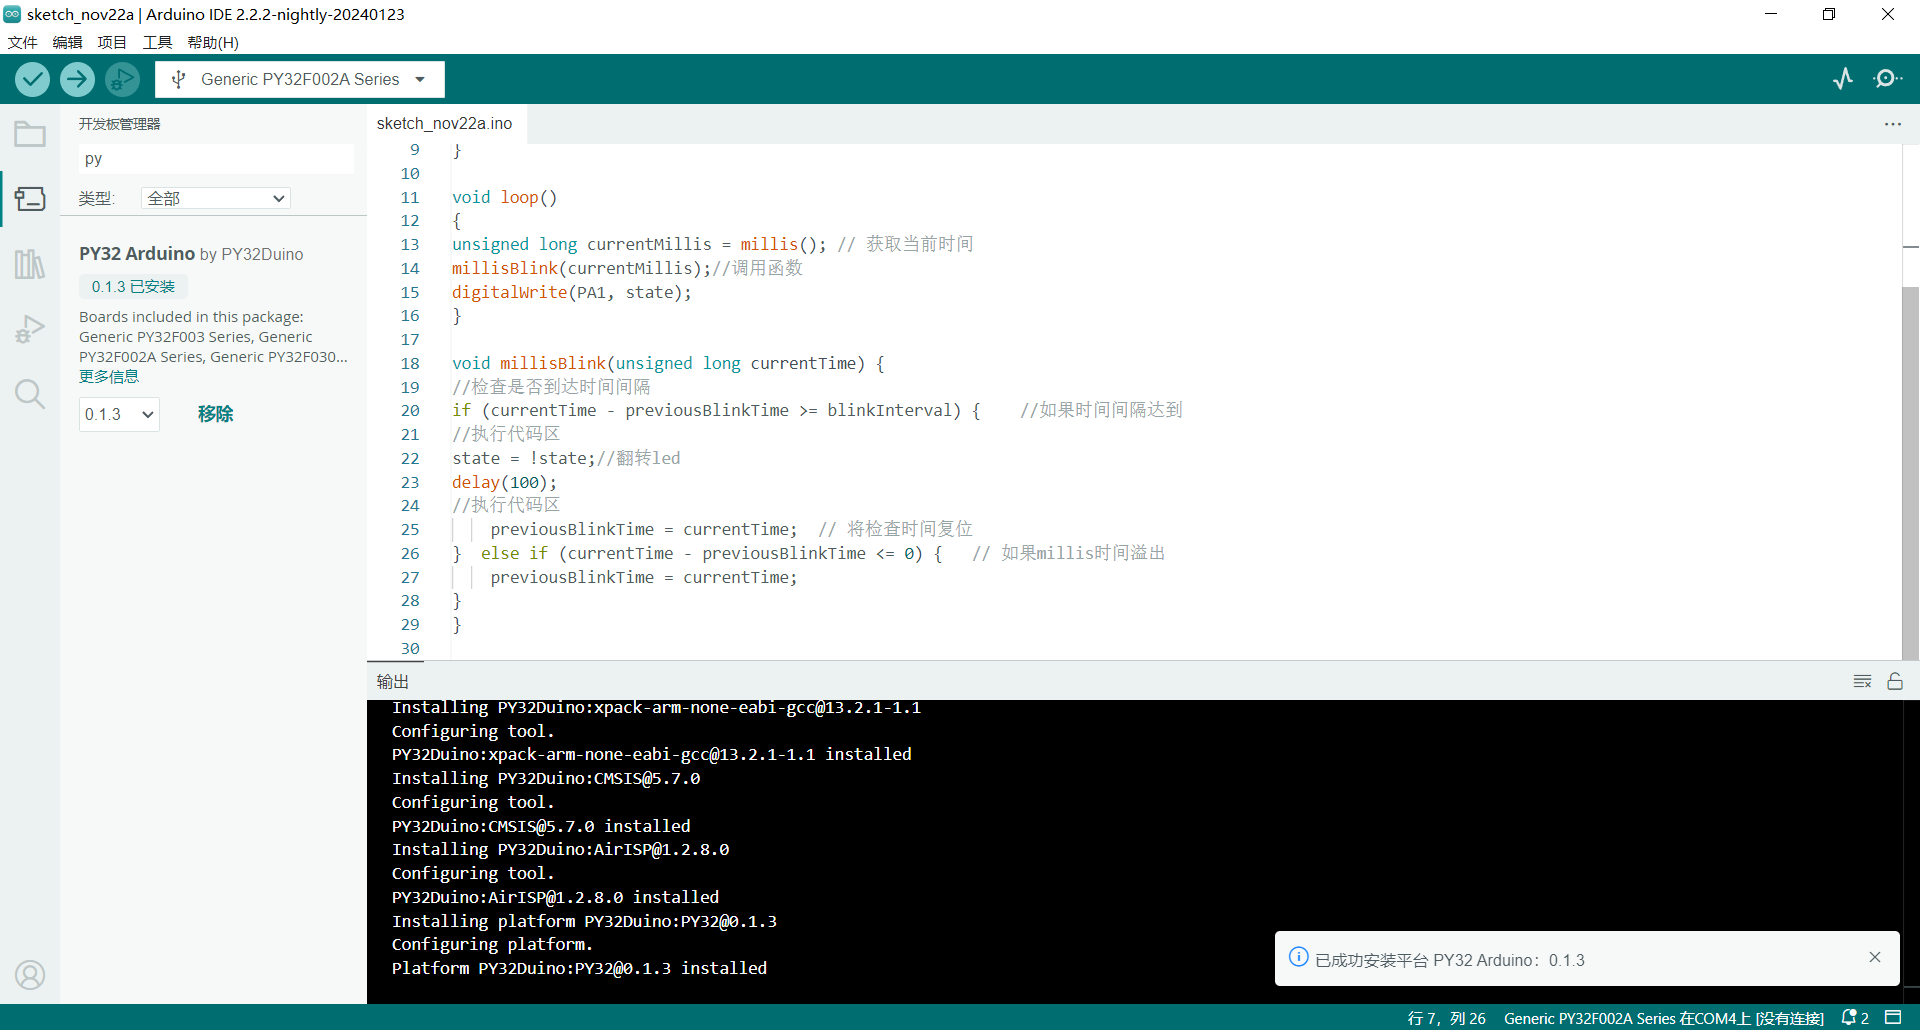 sketch_nov22a | Arduino IDE 2.2.2-nightly-20240123
文件 编辑 项目 工具 帮助(H)
Generic PY32F002A Series
开发板管理器
py
类型: 全部
PY32 Arduino by PY32Duino
0.1.3 已安装
Boards included in this package:
Generic PY32F003 Series, Generic
PY32F002A Series, Generic PY32F030...
更多信息
0.1.3 移除
sketch_nov22a.ino
9 }
10
11 void loop()
12 {
13 unsigned long currentMillis = millis(); // 获取当前时间
14 millisBlink(currentMillis);//调用函数
15 digitalWrite(PA1, state);
16 }
17
18 void millisBlink(unsigned long currentTime) {
19 //检查是否到达时间间隔
20 if (currentTime - previousBlinkTime >= blinkInterval) { //如果时间间隔达到
21 //执行代码区
22 state = !state;//翻转led
23 delay(100);
24 //执行代码区
25 previousBlinkTime = currentTime; // 将检查时间复位
26 } else if (currentTime - previousBlinkTime <= 0) { // 如果millis时间溢出
27 previousBlinkTime = currentTime;
28 }
29 }
30
输出
Installing PY32Duino:xpack-arm-none-eabi-gcc@13.2.1-1.1
Configuring tool.
PY32Duino:xpack-arm-none-eabi-gcc@13.2.1-1.1 installed
Installing PY32Duino:CMSIS@5.7.0
Configuring tool.
PY32Duino:CMSIS@5.7.0 installed
Installing PY32Duino:AirISP@1.2.8.0
Configuring tool.
PY32Duino:AirISP@1.2.8.0 installed
Installing platform PY32Duino:PY32@0.1.3
Configuring platform.
Platform PY32Duino:PY32@0.1.3 installed
已成功安装平台 PY32 Arduino：0.1.3
行 7，列 26 Generic PY32F002A Series 在COM4上 [没有连接] 2